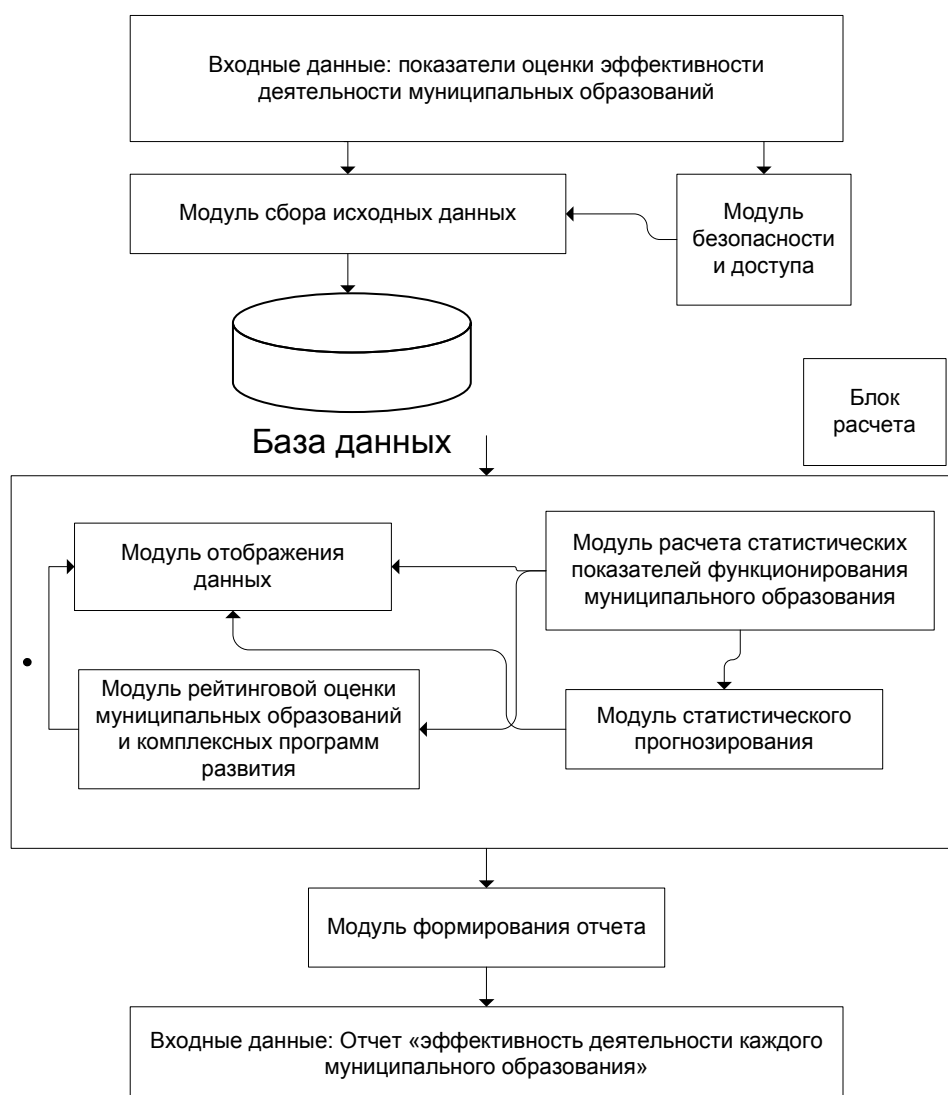 Входные данные: показатели оценки эффективности
деятельности муниципальных образований
Модуль сбора исходных данных
Модуль
безопасности
и доступа
База данных
Блок
расчета
Модуль отображения
данных
Модуль расчета статистических
показателей функционирования
муниципального образования
Модуль рейтинговой оценки
муниципальных образований
и комплексных программ
развития
Модуль статистического
прогнозирования
Модуль формирования отчета
Входные данные: Отчет «эффективность деятельности каждого
муниципального образования»